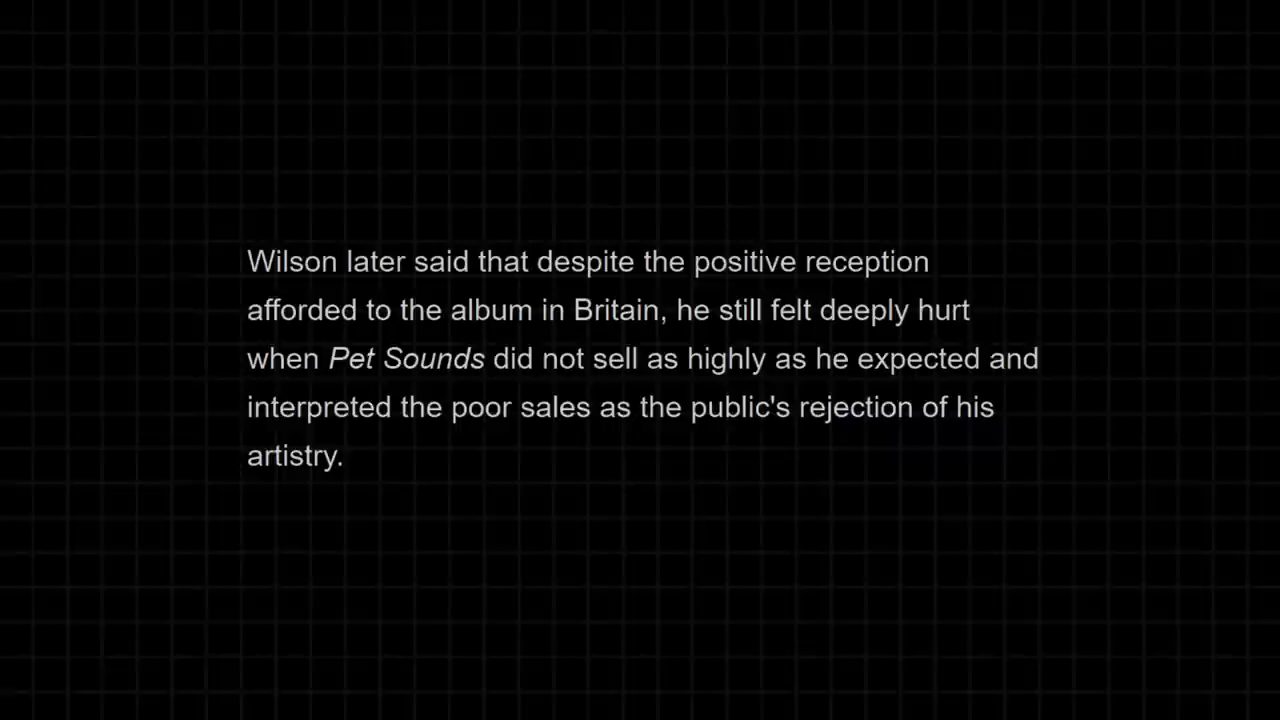 Wilson later said that despite the positive reception
afforded to the album in Britain, he still felt deeply hurt
when Pet Sounds did not sell as highly as he expected and
interpreted the poor sales as the public's rejection of his
artistry.